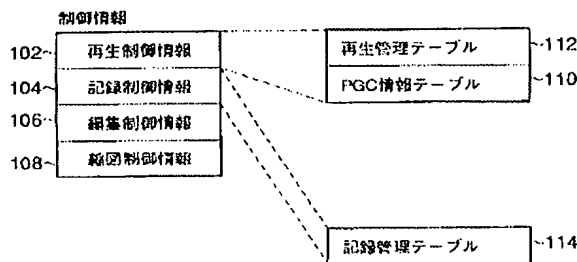 制御情報
102 再生制御情報
104 記録制御情報
106 編集制御情報
108 縮図制御情報
再生管理テーブル 112
PGC情報テーブル 110
記録管理テーブル 114